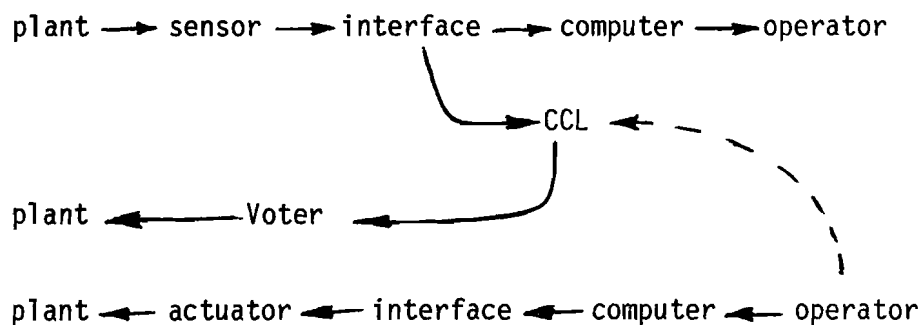 plant sensor interface computer operator
CCL
plant Voter
plant actuator interface computer operator